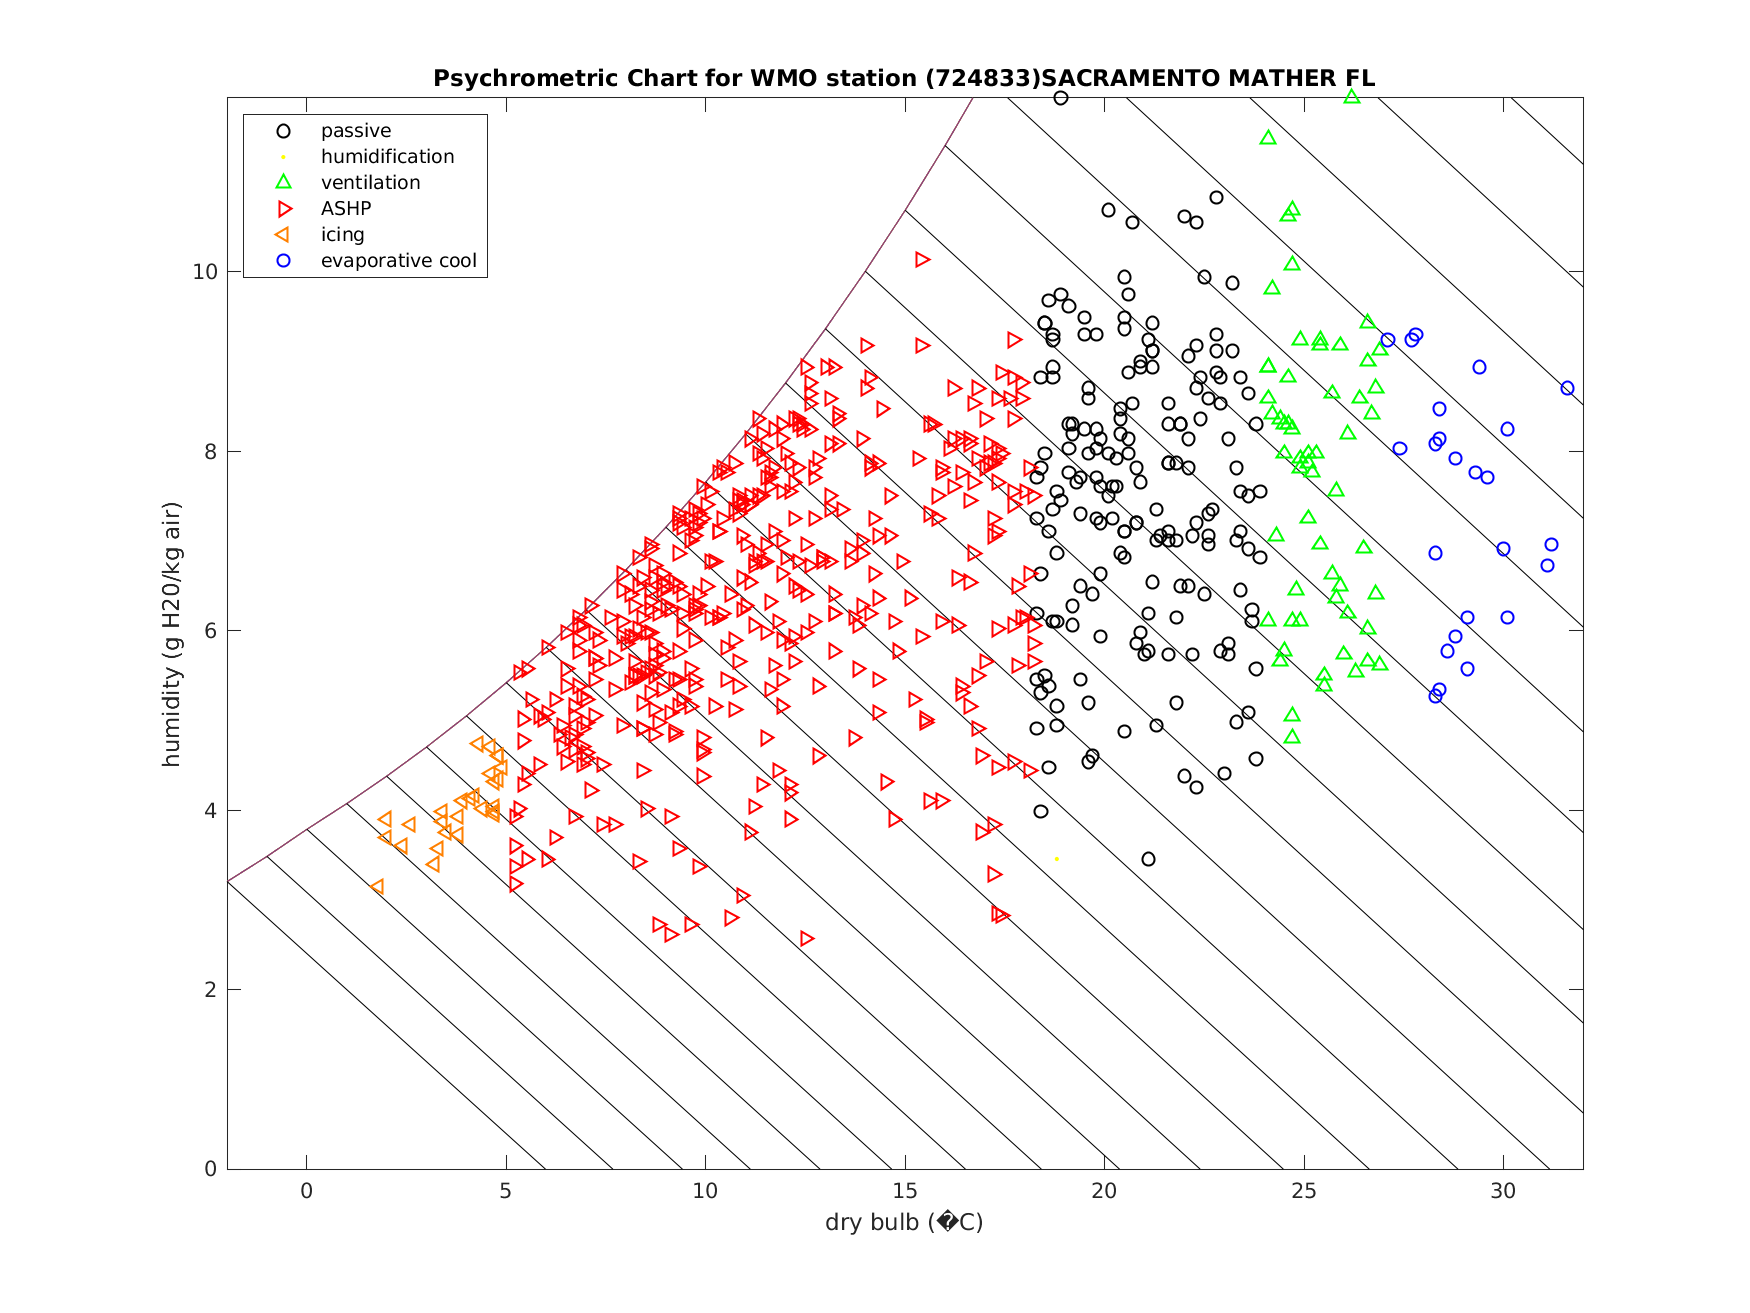 Psychrometric Chart for WMO station (724833)SACRAMENTO MATHER FL
passive
humidification
ventilation
ASHP
icing
evaporative cool
humidity (g H20/kg air)
10
8
6
4
2
0
0 5 10 15 20 25 30
dry bulb (�C)